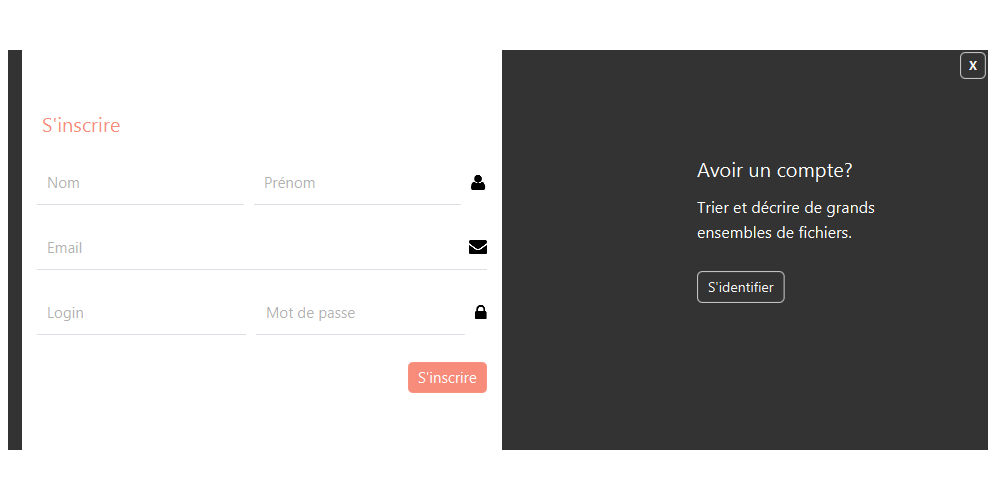 X
S'inscrire
Nom Prénom
Email
Login Mot de passe
S'inscrire
Avoir un compte?
Trier et décrire de grands
ensembles de fichiers.
S'identifier